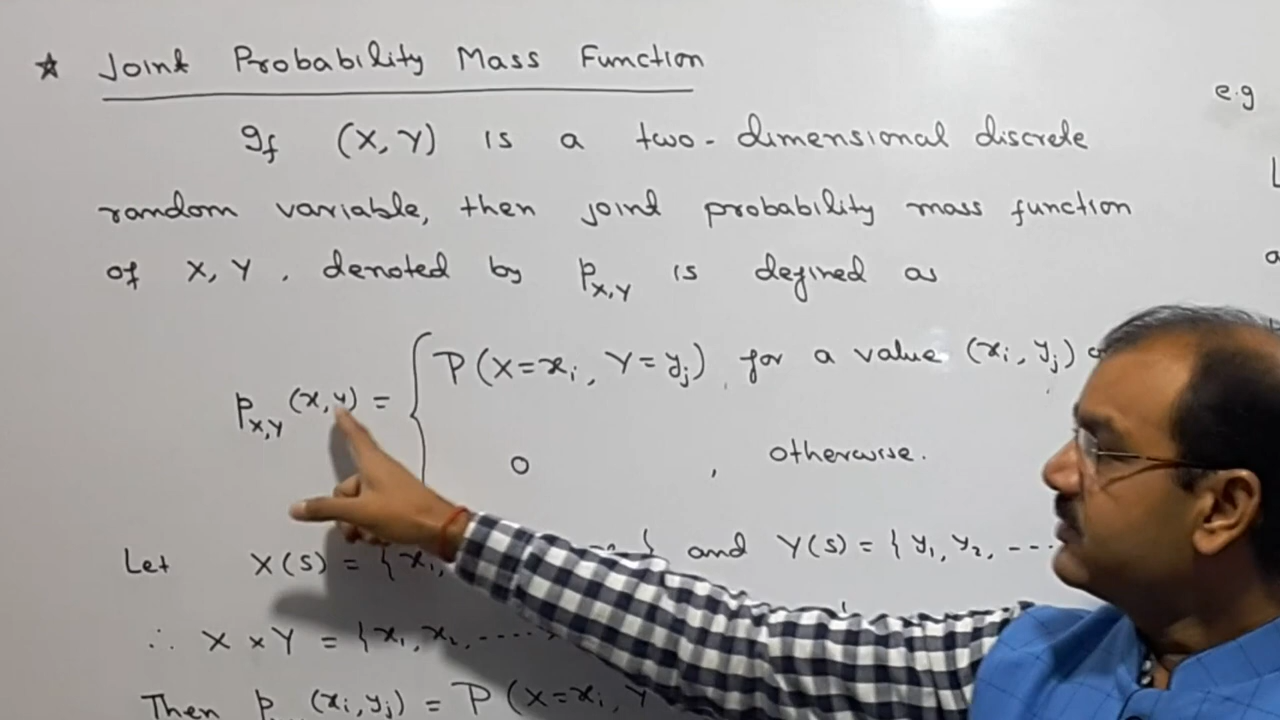 ☆ Joint Probability Mass Function
e.g
If (X, Y) is a two-dimensional discrete
random variable, then joint probability mass function
of X, Y, denoted by p_{X,Y} is defined as
p_{X,Y}(x,y) = { P(X=x_i, Y=y_j), for a value (x_i, y_j)
0 , otherwise.
Let X(S) = {x_1, } and Y(S) = {y_1, y_2, ---
∴ X × Y = {x_1, x_2, ----
Then p (x_i, y_j) = P(X=x_i, Y